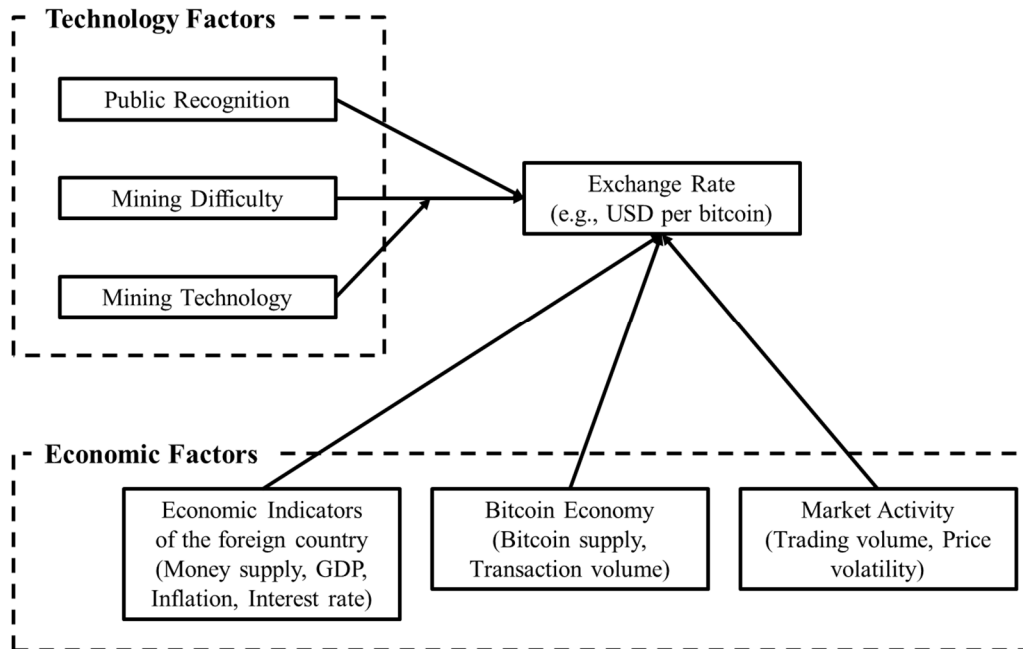 Technology Factors
Public Recognition
Mining Difficulty
Mining Technology
Exchange Rate
(e.g., USD per bitcoin)
Economic Factors
Economic Indicators
of the foreign country
(Money supply, GDP,
Inflation, Interest rate)
Bitcoin Economy
(Bitcoin supply,
Transaction volume)
Market Activity
(Trading volume, Price
volatility)